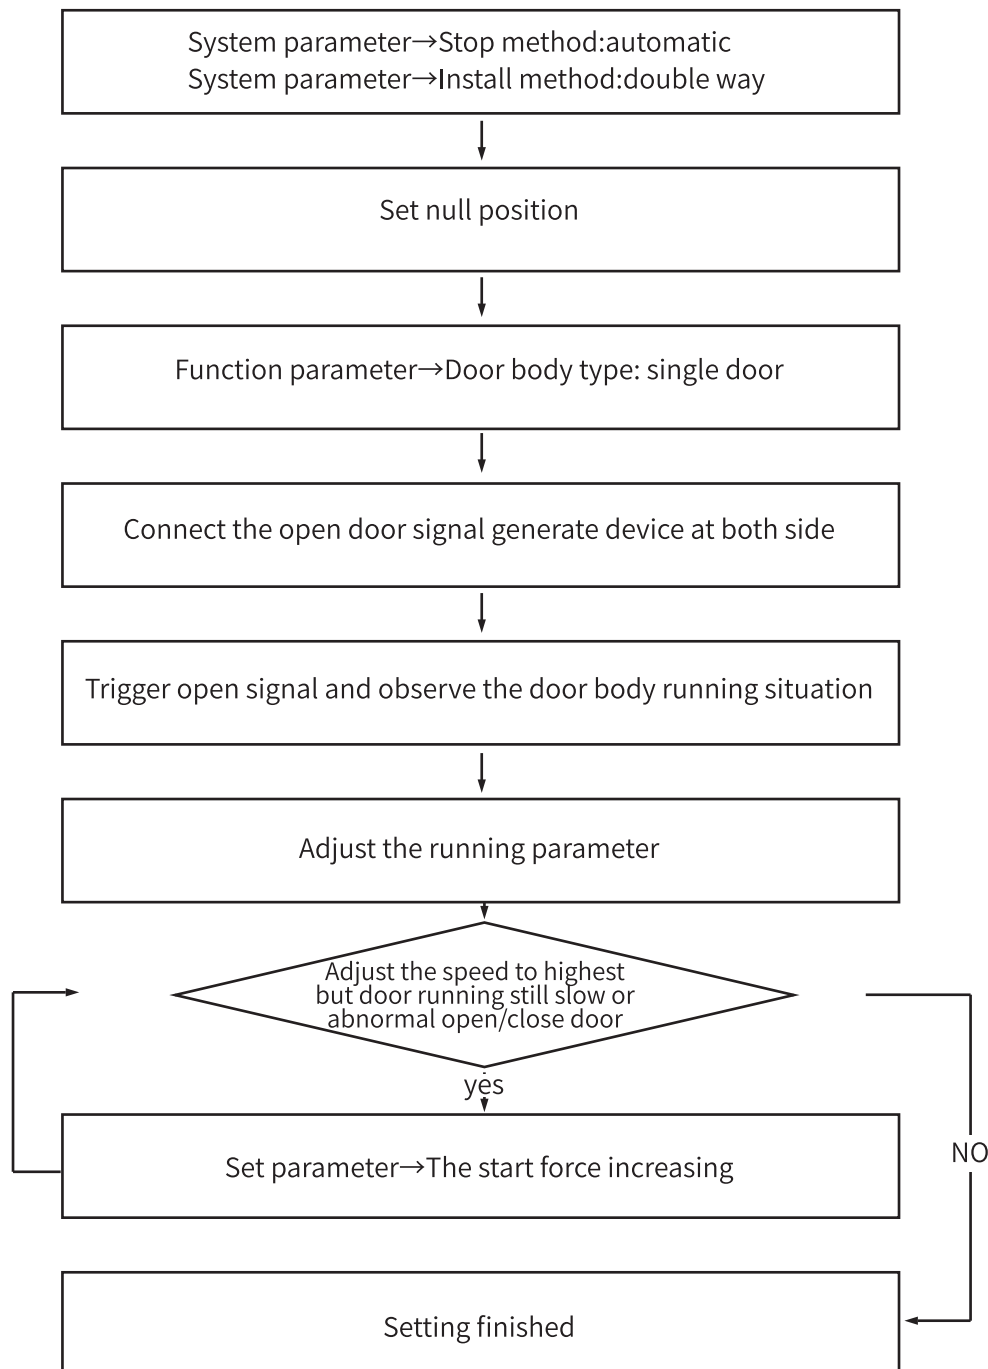 System parameter→Stop method:automatic
System parameter→Install method:double way
Set null position
Function parameter→Door body type: single door
Connect the open door signal generate device at both side
Trigger open signal and observe the door body running situation
Adjust the running parameter
Adjust the speed to highest
but door running still slow or
abnormal open/close door
yes
NO
Set parameter→The start force increasing
Setting finished